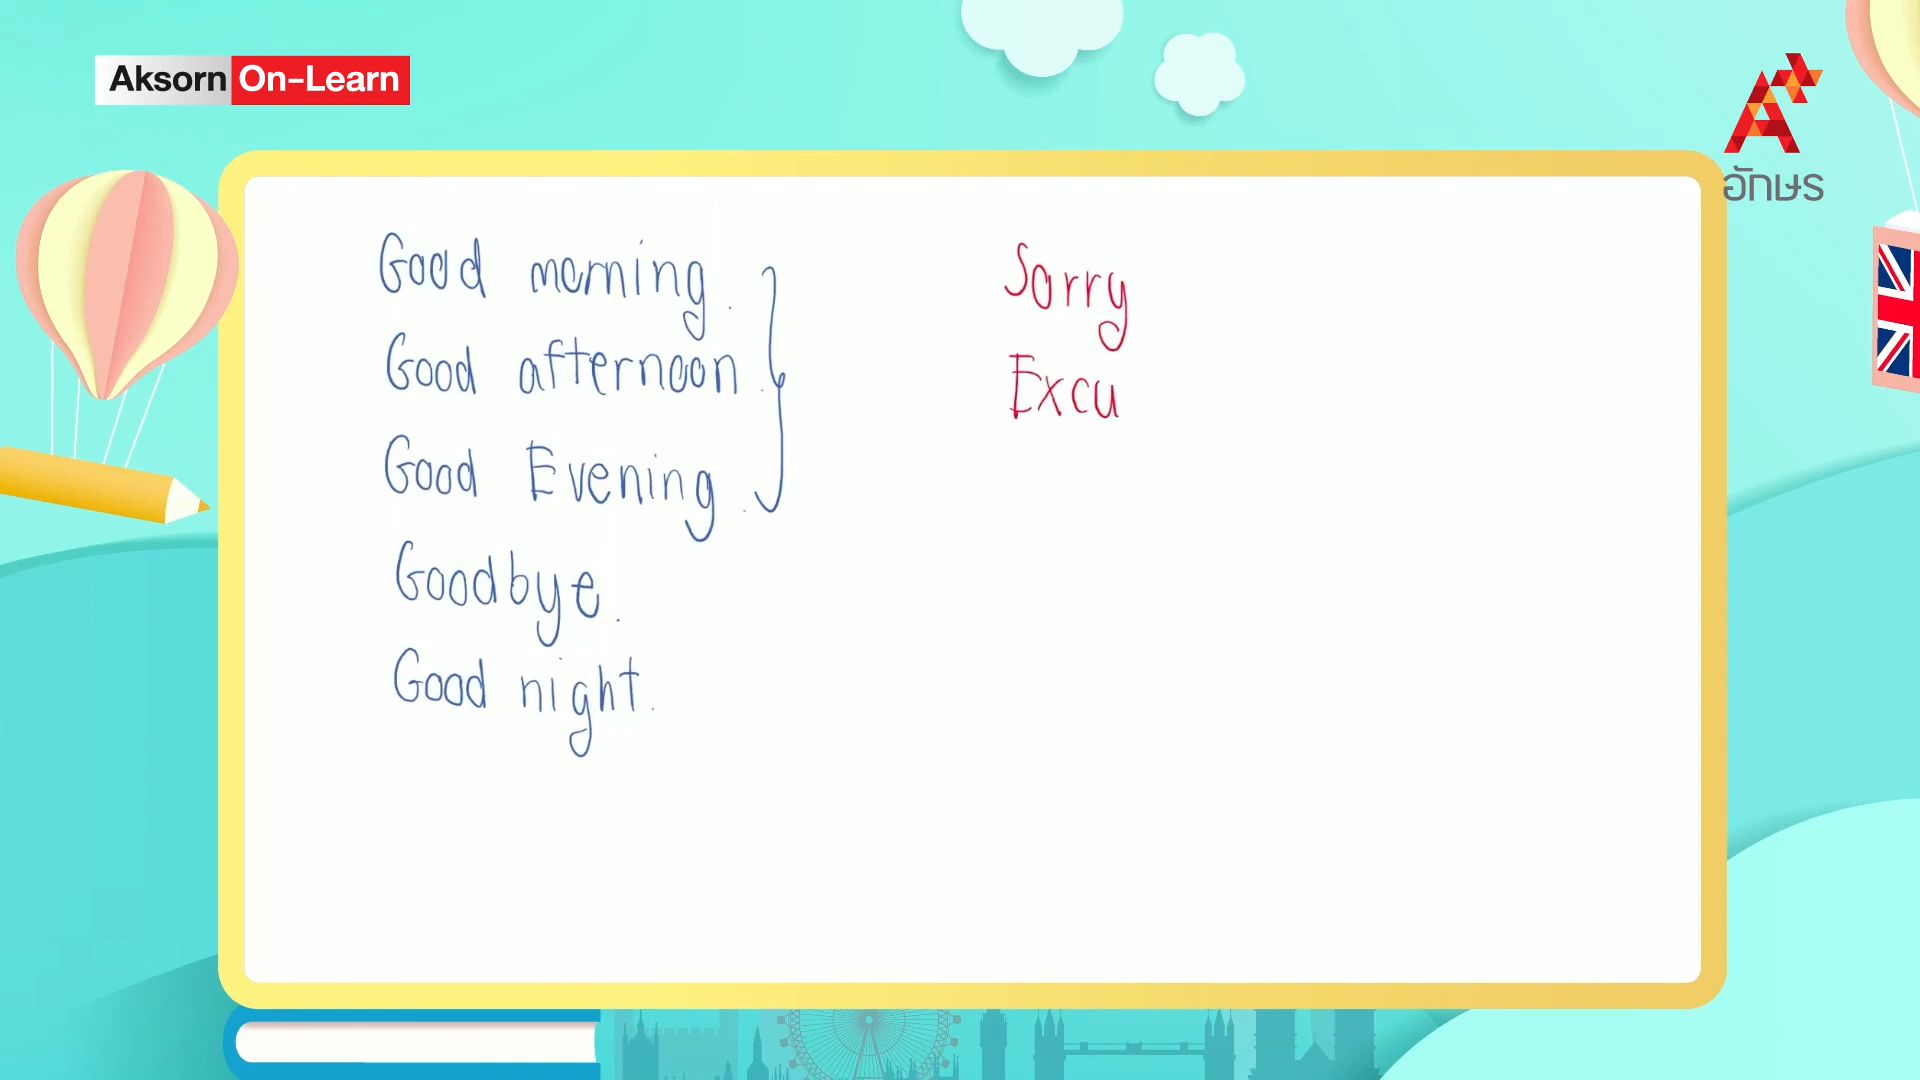 Aksorn On-Learn
อักษร
Good morning.
Good afternoon.
Good Evening.
Goodbye.
Good night.
Sorry
Excu